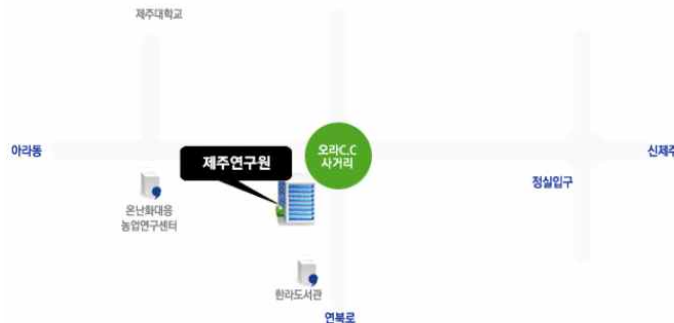 제주대학교
아라동
제주연구원
오라C.C
사거리
신제주
정실입구
온난화대응
농업연구센터
한라도서관
연북로